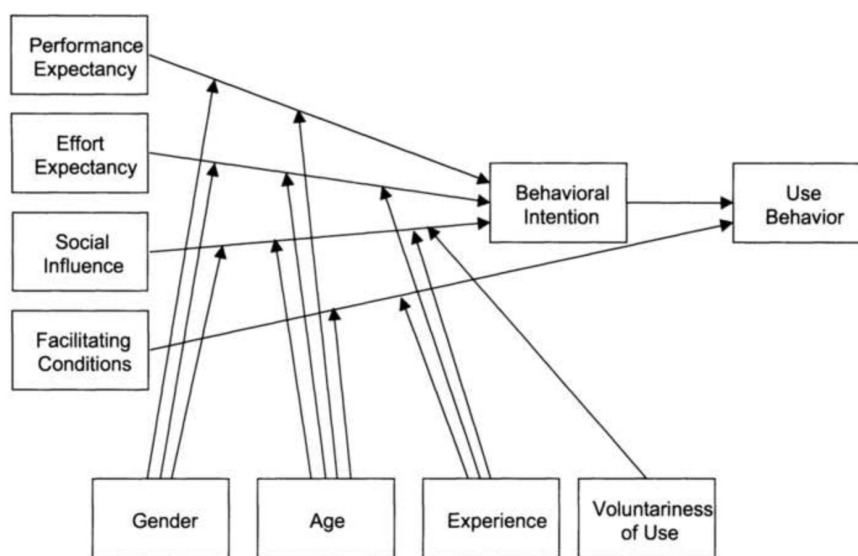 Performance
Expectancy
Effort
Expectancy
Social
Influence
Facilitating
Conditions
Behavioral
Intention
Use
Behavior
Gender
Age
Experience
Voluntariness
of Use